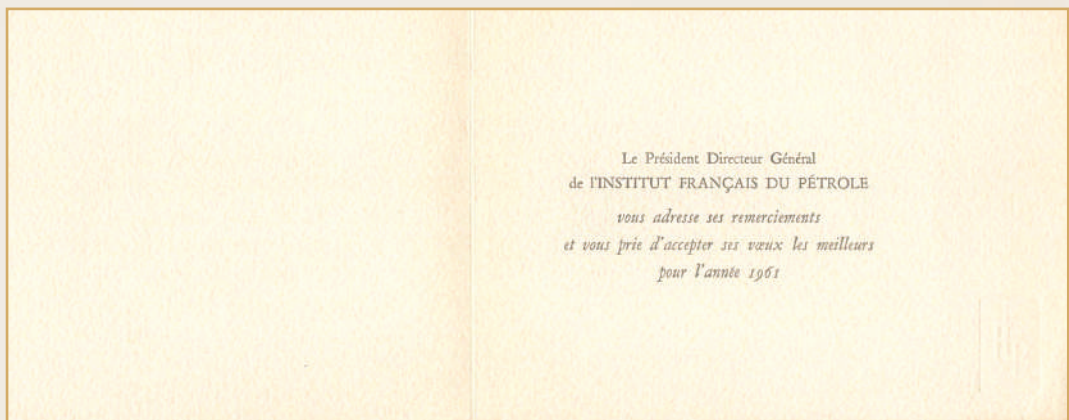 Le Président Directeur Général
de l'INSTITUT FRANÇAIS DU PÉTROLE
vous adresse ses remerciements
et vous prie d'accepter ses vœux les meilleurs
pour l'année 1961